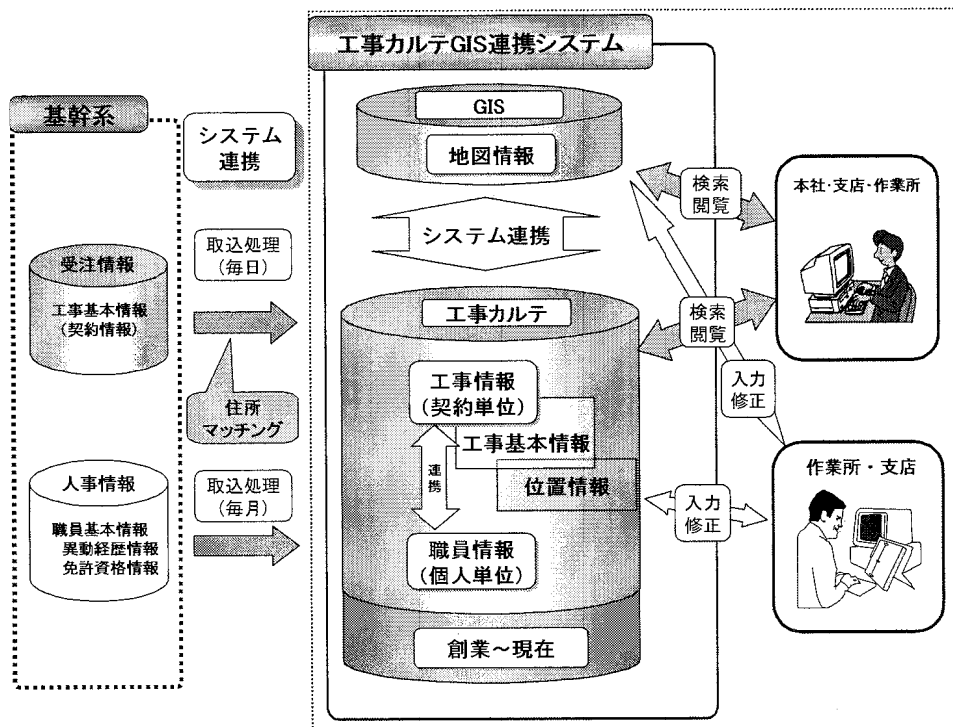 工事カルテGIS連携システム
基幹系
システム
連携
GIS
地図情報
検索
閲覧
本社・支店・作業所
システム連携
受注情報
工事基本情報
(契約情報)
取込処理
(毎日)
住所
マッチング
工事カルテ
検索
閲覧
工事情報
(契約単位)
工事基本情報
位置情報
連携
職員情報
(個人単位)
創業~現在
入力
修正
作業所・支店
入力
修正
人事情報
職員基本情報
異動経歴情報
免許資格情報
取込処理
(毎月)